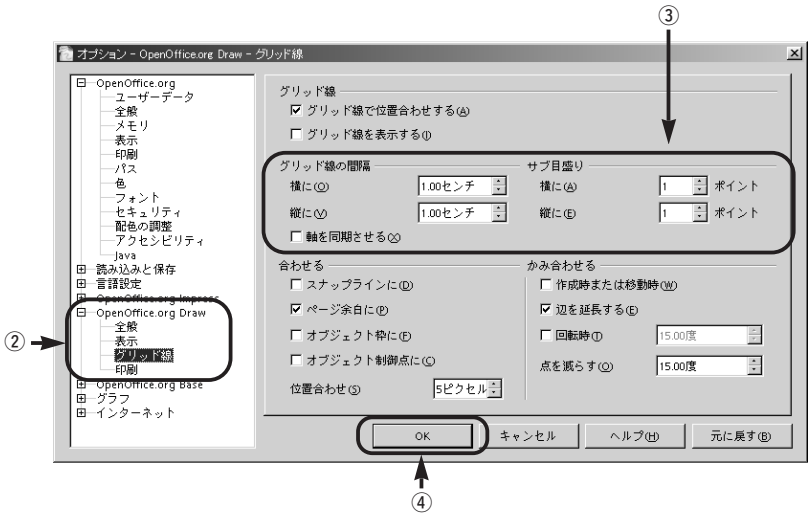 ③
オプション - OpenOffice.org Draw - グリッド線
OpenOffice.org
ユーザーデータ
全般
メモリ
表示
印刷
パス
色
フォント
セキュリティ
配色の調整
アクセシビリティ
Java
読み込みと保存
言語設定
OpenOffice.org Impress
OpenOffice.org Draw
全般
表示
グリッド線
印刷
OpenOffice.org Base
グラフ
インターネット
②
グリッド線
グリッド線で位置合わせする(A)
グリッド線を表示する(I)
グリッド線の間隔
横に(O) 1.00センチ
縦に(V) 1.00センチ
軸を同期させる(X)
サブ目盛り
横に(A) 1 ポイント
縦に(E) 1 ポイント
合わせる
スナップラインに(D)
ページ余白に(P)
オブジェクト枠に(F)
オブジェクト制御点に(C)
位置合わせ(S) 5ピクセル
かみ合わせる
作成時または移動時(W)
辺を延長する(E)
回転時(T) 15.00度
点を減らす(O) 15.00度
OK キャンセル ヘルプ(H) 元に戻す(B)
④